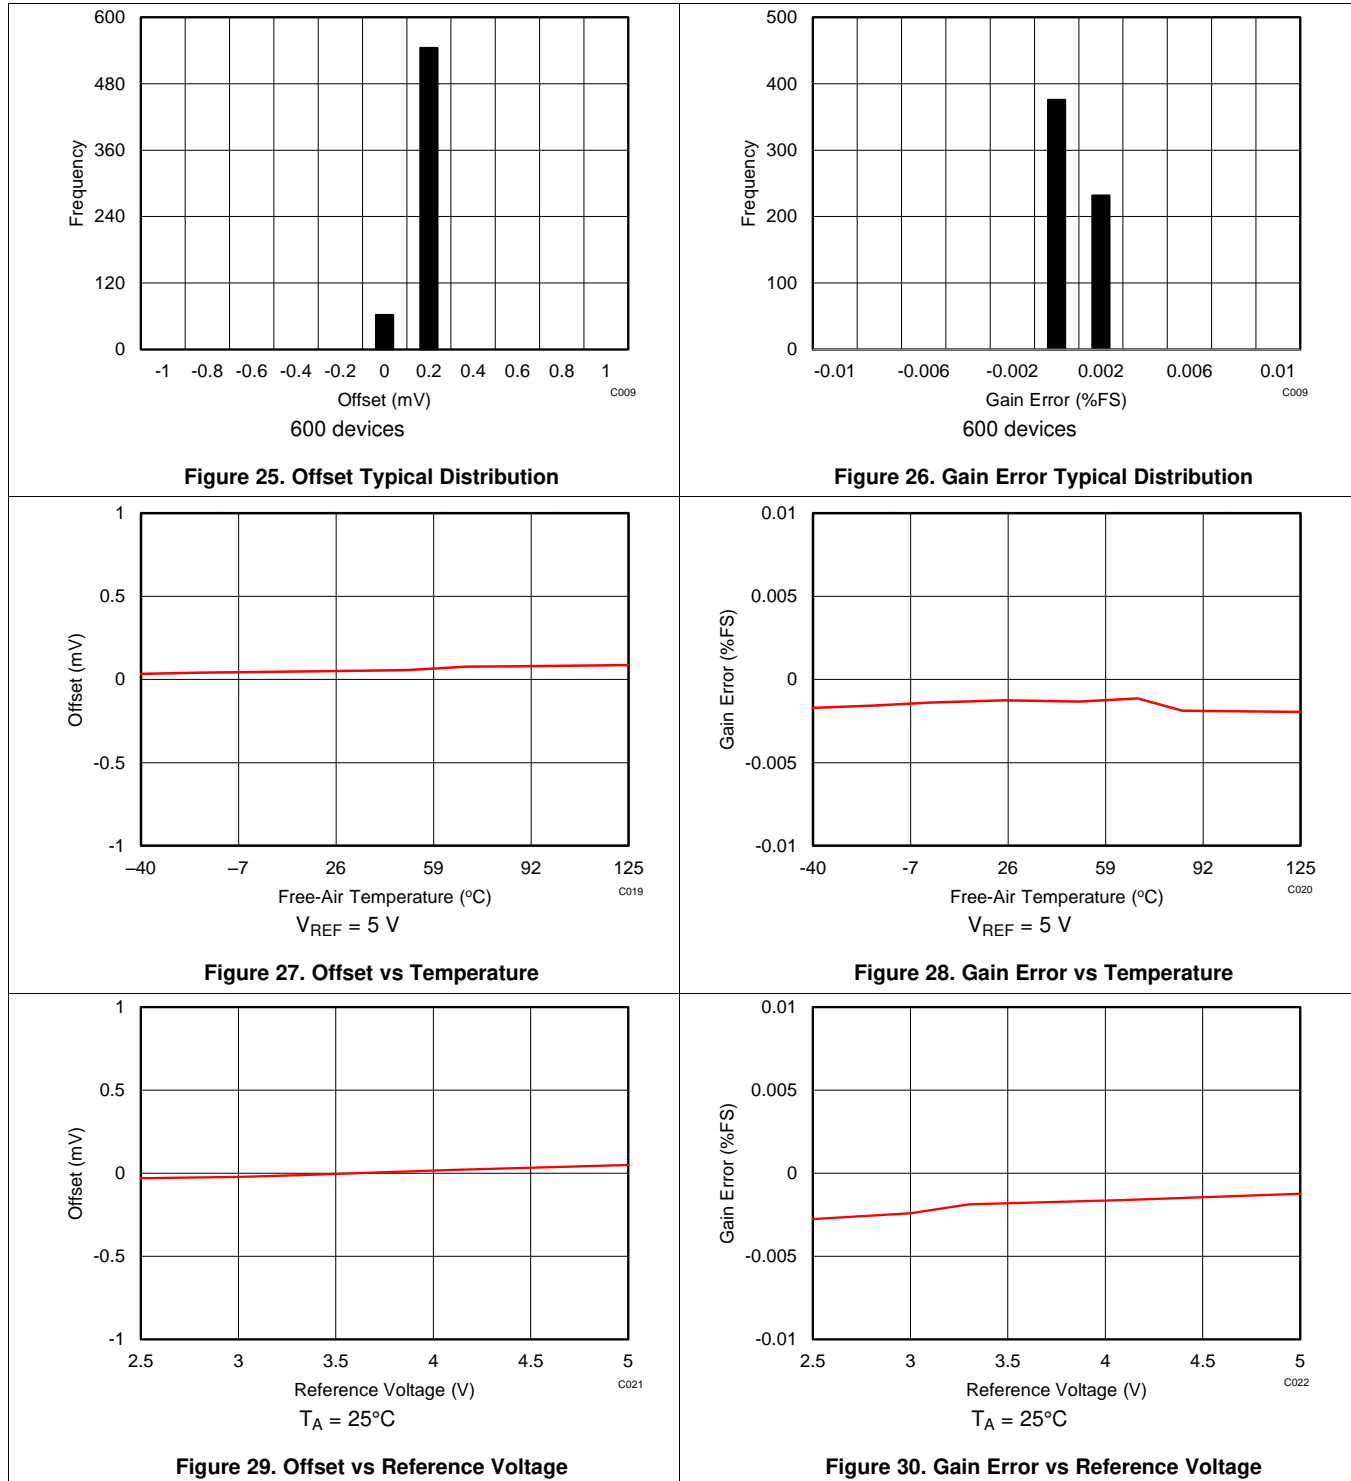 600
480
360
240
120
0
Frequency
-1 -0.8 -0.6 -0.4 -0.2 0 0.2 0.4 0.6 0.8 1
C009
Offset (mV)
600 devices
Figure 25. Offset Typical Distribution
500
400
300
200
100
0
Frequency
-0.01 -0.006 -0.002 0.002 0.006 0.01
C009
Gain Error (%FS)
600 devices
Figure 26. Gain Error Typical Distribution
1
0.5
0
-0.5
-1
Offset (mV)
–40 –7 26 59 92 125
C019
Free-Air Temperature (ºC)
VREF = 5 V
Figure 27. Offset vs Temperature
0.01
0.005
0
-0.005
-0.01
Gain Error (%FS)
-40 -7 26 59 92 125
C020
Free-Air Temperature (ºC)
VREF = 5 V
Figure 28. Gain Error vs Temperature
1
0.5
0
-0.5
-1
Offset (mV)
2.5 3 3.5 4 4.5 5
C021
Reference Voltage (V)
TA = 25°C
Figure 29. Offset vs Reference Voltage
0.01
0.005
0
-0.005
-0.01
Gain Error (%FS)
2.5 3 3.5 4 4.5 5
C022
Reference Voltage (V)
TA = 25°C
Figure 30. Gain Error vs Reference Voltage